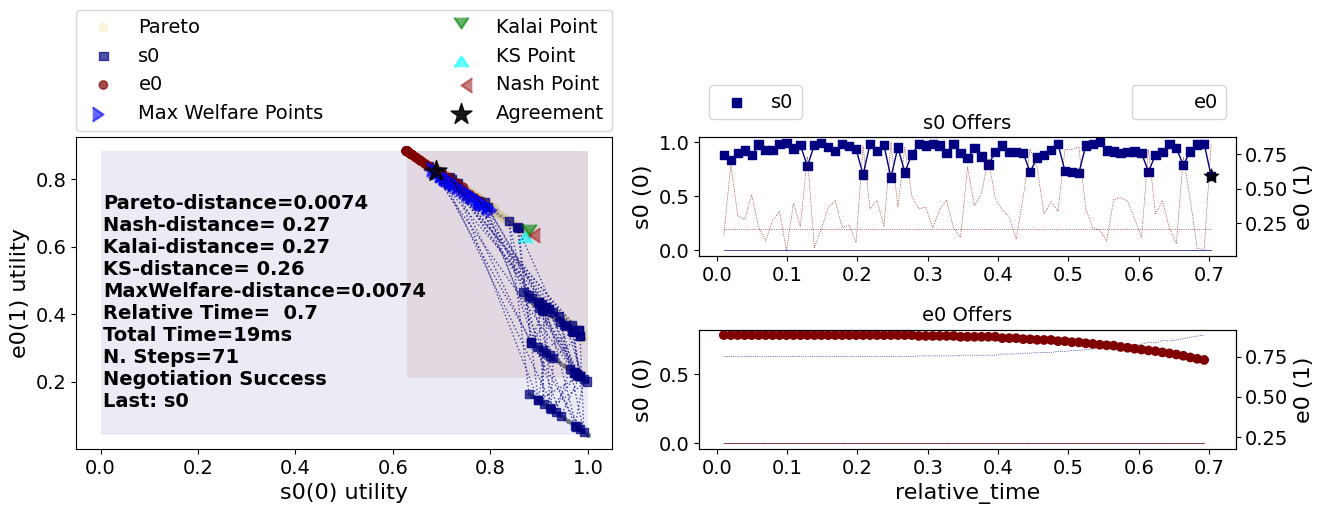 Pareto
s0
e0
Max Welfare Points
Kalai Point
KS Point
Nash Point
Agreement
0.8
0.6
0.4
0.2
e0(1) utility
Pareto-distance=0.0074
Nash-distance= 0.27
Kalai-distance= 0.27
KS-distance= 0.26
MaxWelfare-distance=0.0074
Relative Time=  0.7
Total Time=19ms
N. Steps=71
Negotiation Success
Last: s0
0.0 0.2 0.4 0.6 0.8 1.0
s0(0) utility
s0
e0
s0 Offers
1.0
0.5
0.0
s0 (0)
0.75
0.50
0.25
e0 (1)
0.0 0.1 0.2 0.3 0.4 0.5 0.6 0.7
e0 Offers
0.5
0.0
s0 (0)
0.75
0.50
0.25
e0 (1)
0.0 0.1 0.2 0.3 0.4 0.5 0.6 0.7
relative_time